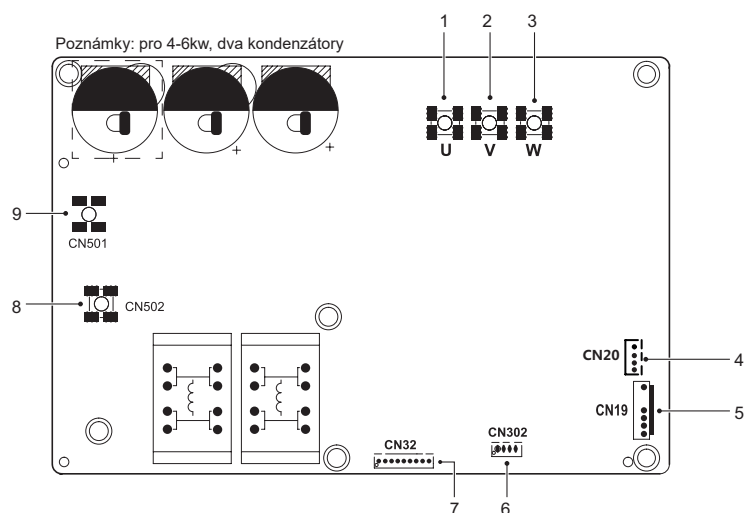 1 2 3
Poznámky: pro 4-6kw, dva kondenzátory
U V W
9
CN501
8 CN502
CN20 4
CN19 5
CN302
CN32
7 6